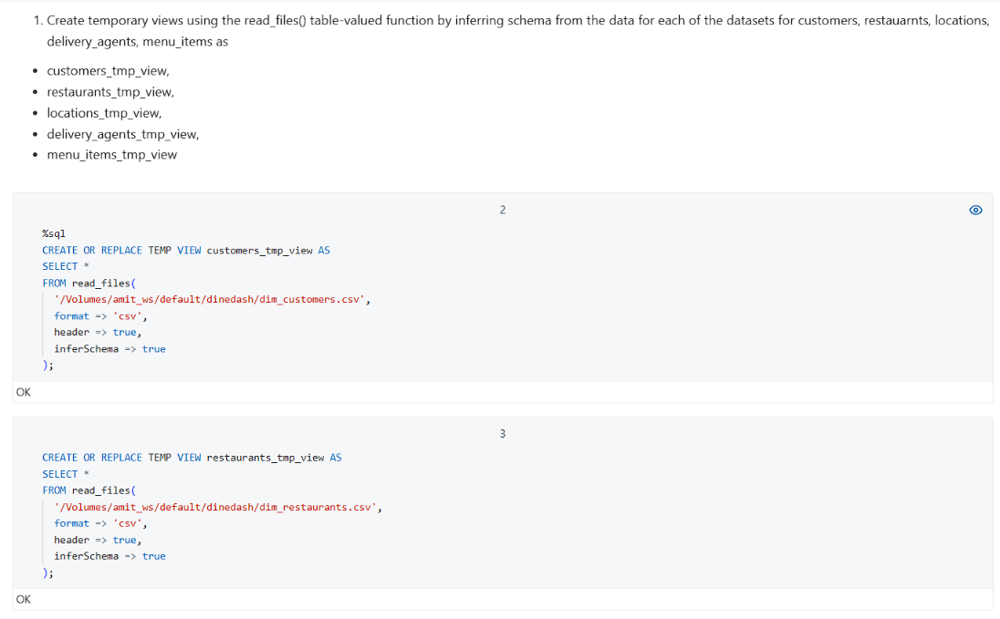 1. Create temporary views using the read_files() table-valued function by inferring schema from the data for each of the datasets for customers, restauarnts, locations,
delivery_agents, menu_items as
• customers_tmp_view,
• restaurants_tmp_view,
• locations_tmp_view,
• delivery_agents_tmp_view,
• menu_items_tmp_view
2
%sql
CREATE OR REPLACE TEMP VIEW customers_tmp_view AS
SELECT *
FROM read_files(
  '/Volumes/amit_ws/default/dinedash/dim_customers.csv',
  format => 'csv',
  header => true,
  inferSchema => true
);
OK
3
CREATE OR REPLACE TEMP VIEW restaurants_tmp_view AS
SELECT *
FROM read_files(
  '/Volumes/amit_ws/default/dinedash/dim_restaurants.csv',
  format => 'csv',
  header => true,
  inferSchema => true
);
OK